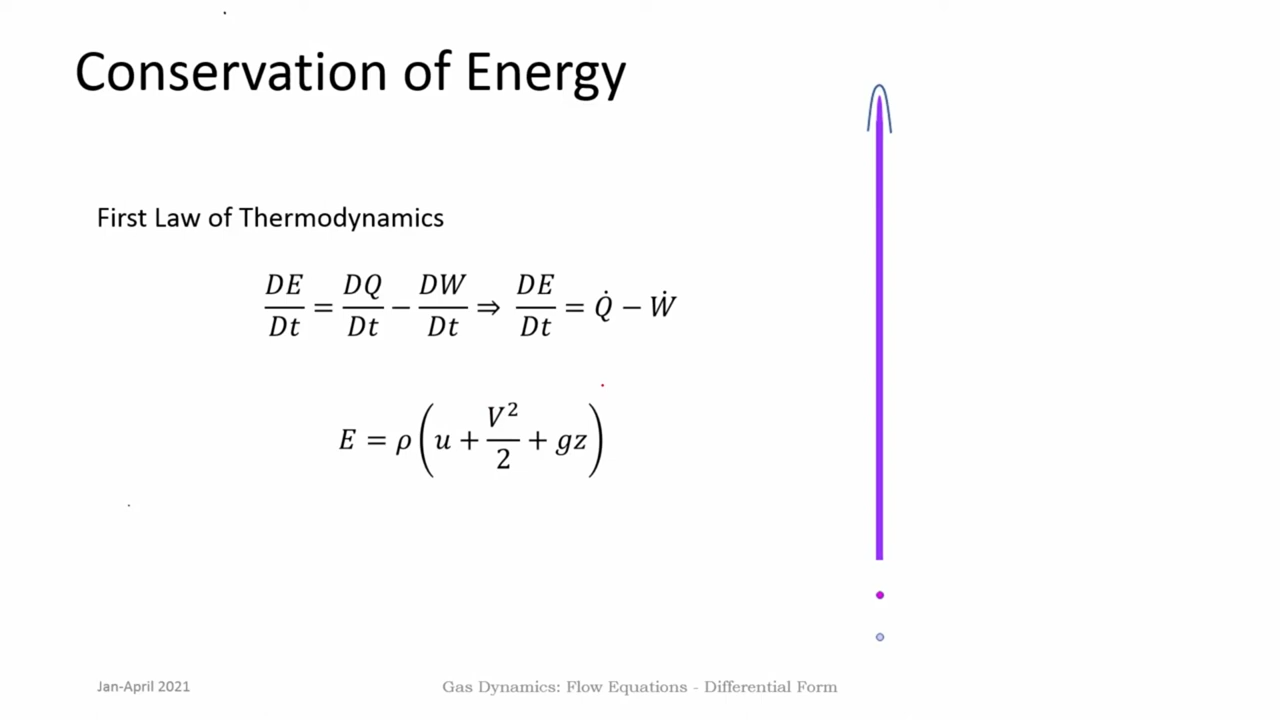 Conservation of Energy
First Law of Thermodynamics
DE/Dt = DQ/Dt − DW/Dt ⇒ DE/Dt = Q̇ − Ẇ
E = ρ(u + V²/2 + gz)
Jan-April 2021
Gas Dynamics: Flow Equations - Differential Form